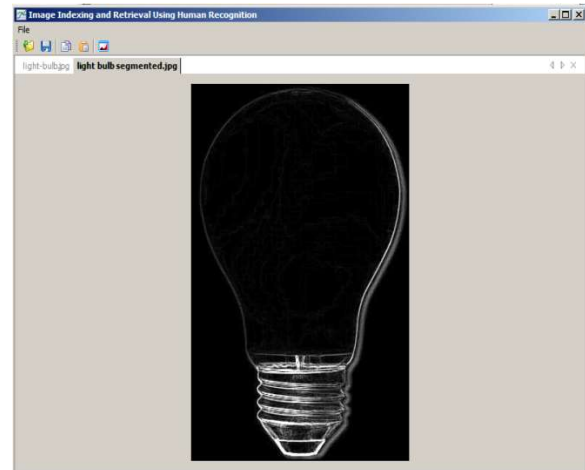 Image Indexing and Retrieval Using Human Recognition
File
light-bulb.jpg light bulb segmented.jpg